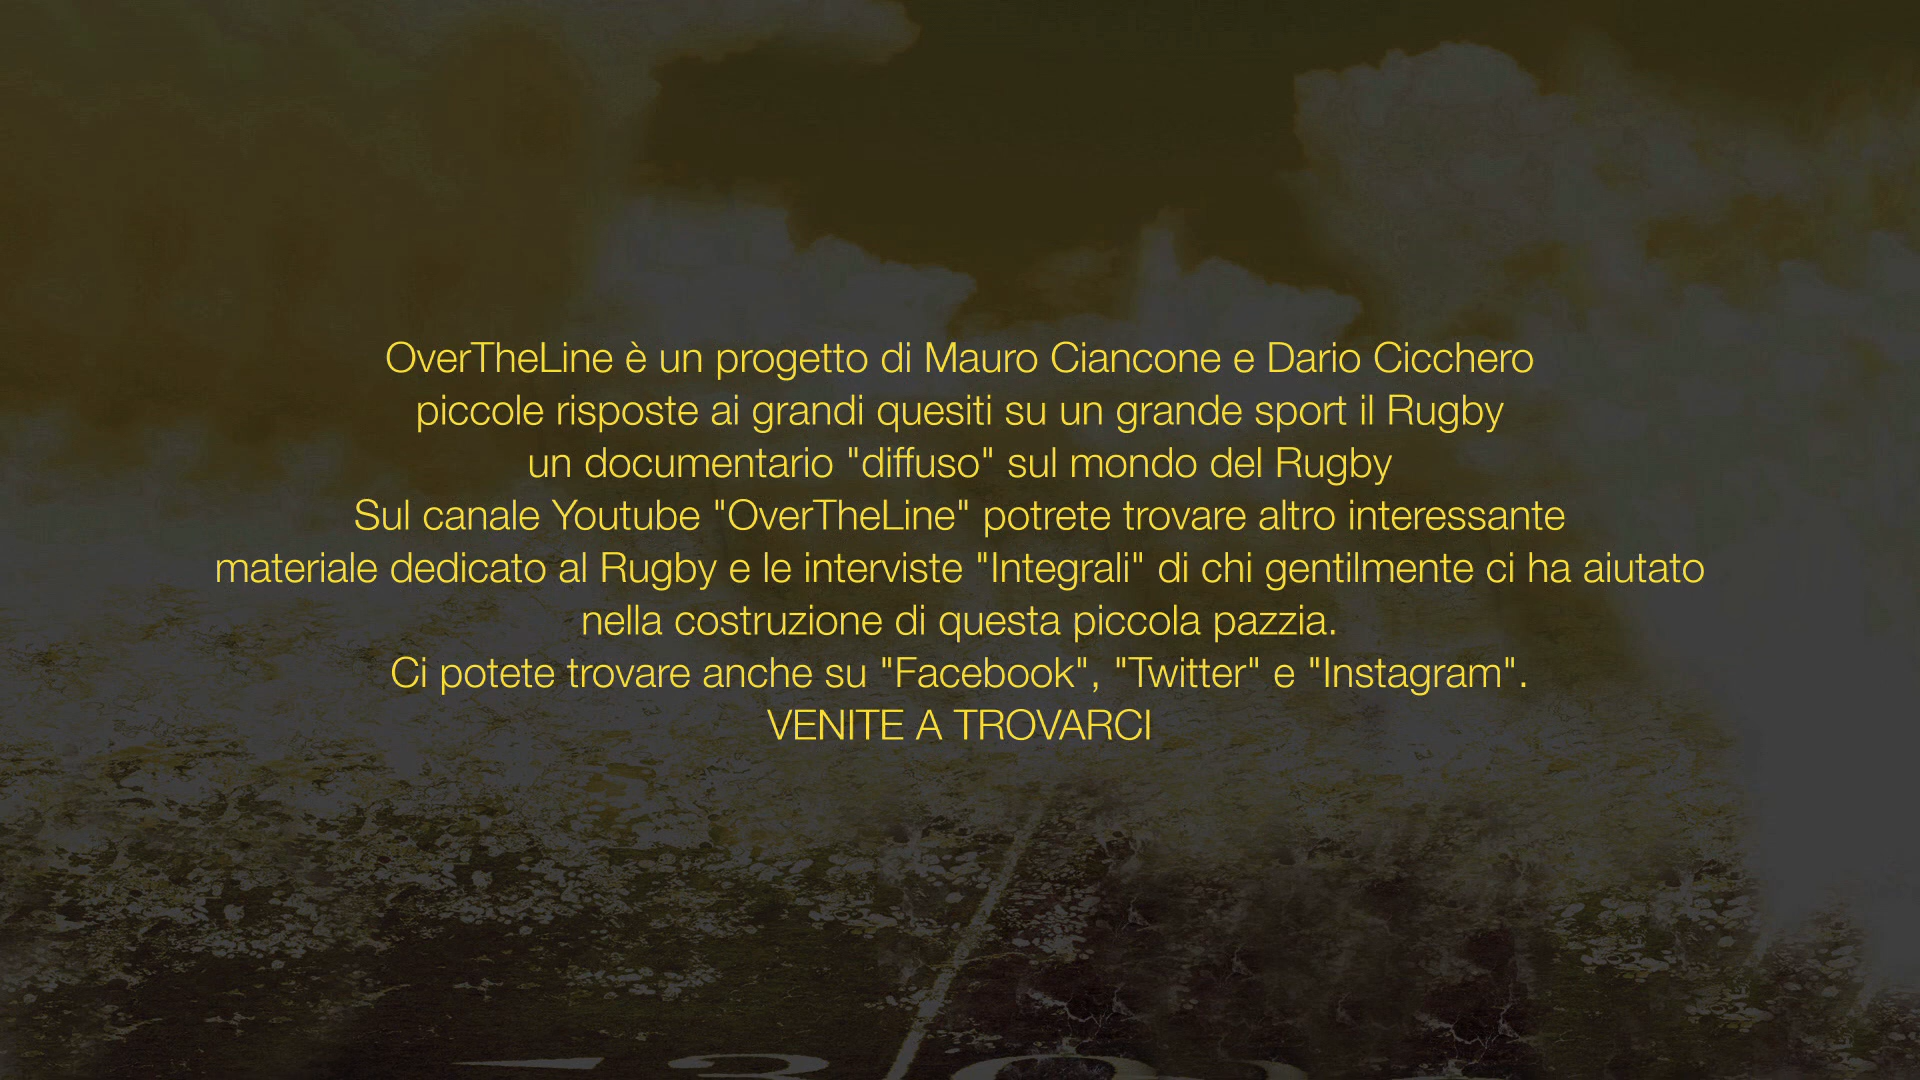 OverTheLine è un progetto di Mauro Ciancone e Dario Cicchero
piccole risposte ai grandi quesiti su un grande sport il Rugby
un documentario "diffuso" sul mondo del Rugby
Sul canale Youtube "OverTheLine" potrete trovare altro interessante
materiale dedicato al Rugby e le interviste "Integrali" di chi gentilmente ci ha aiutato
nella costruzione di questa piccola pazzia.
Ci potete trovare anche su "Facebook", "Twitter" e "Instagram".
VENITE A TROVARCI